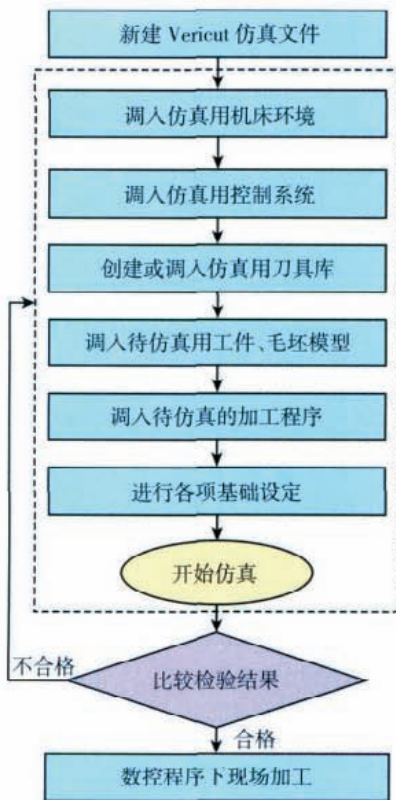 新建 Vericut 仿真文件
调入仿真用机床环境
调入仿真用控制系统
创建或调入仿真用刀具库
调入待仿真用工件、毛坯模型
调入待仿真的加工程序
进行各项基础设定
开始仿真
不合格
比较检验结果
合格
数控程序下现场加工